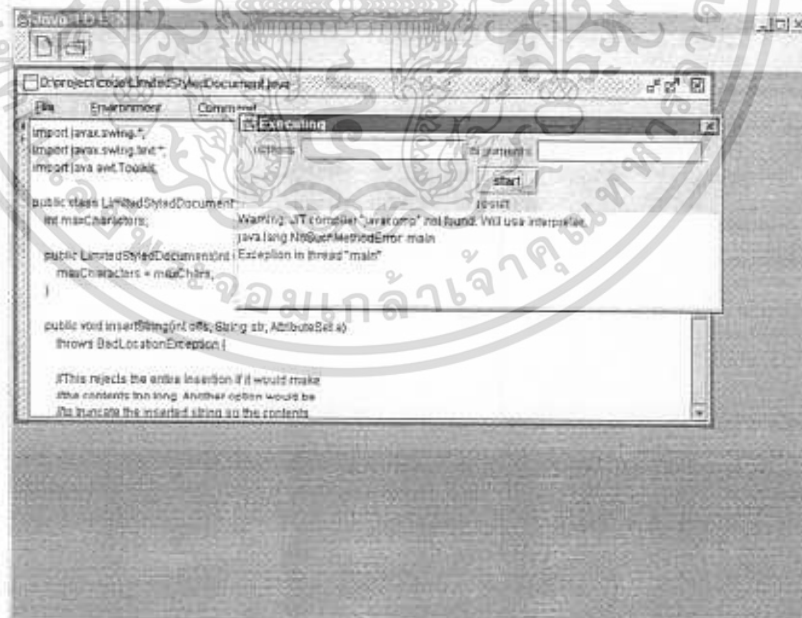 Java I D E X
D:\project\code\LimitedStyledDocument.java
File Environment Command
import javax.swing.*;
import javax.swing.text.*;
import java.awt.Toolkit;
public class LimitedStyledDocument
int maxCharacters;
public LimitedStyledDocument(int
maxCharacters = maxChars;
}
public void insertString(int offs, String str, AttributeSet a)
throws BadLocationException {
//This rejects the entire insertion if it would make
//the contents too long. Another option would be
//to truncate the inserted string so the contents
Executing
options arguments
start
result
Warning: JIT compiler "javacomp" not found. Will use interpreter.
java.lang.NoSuchMethodError: main
Exception in thread "main"